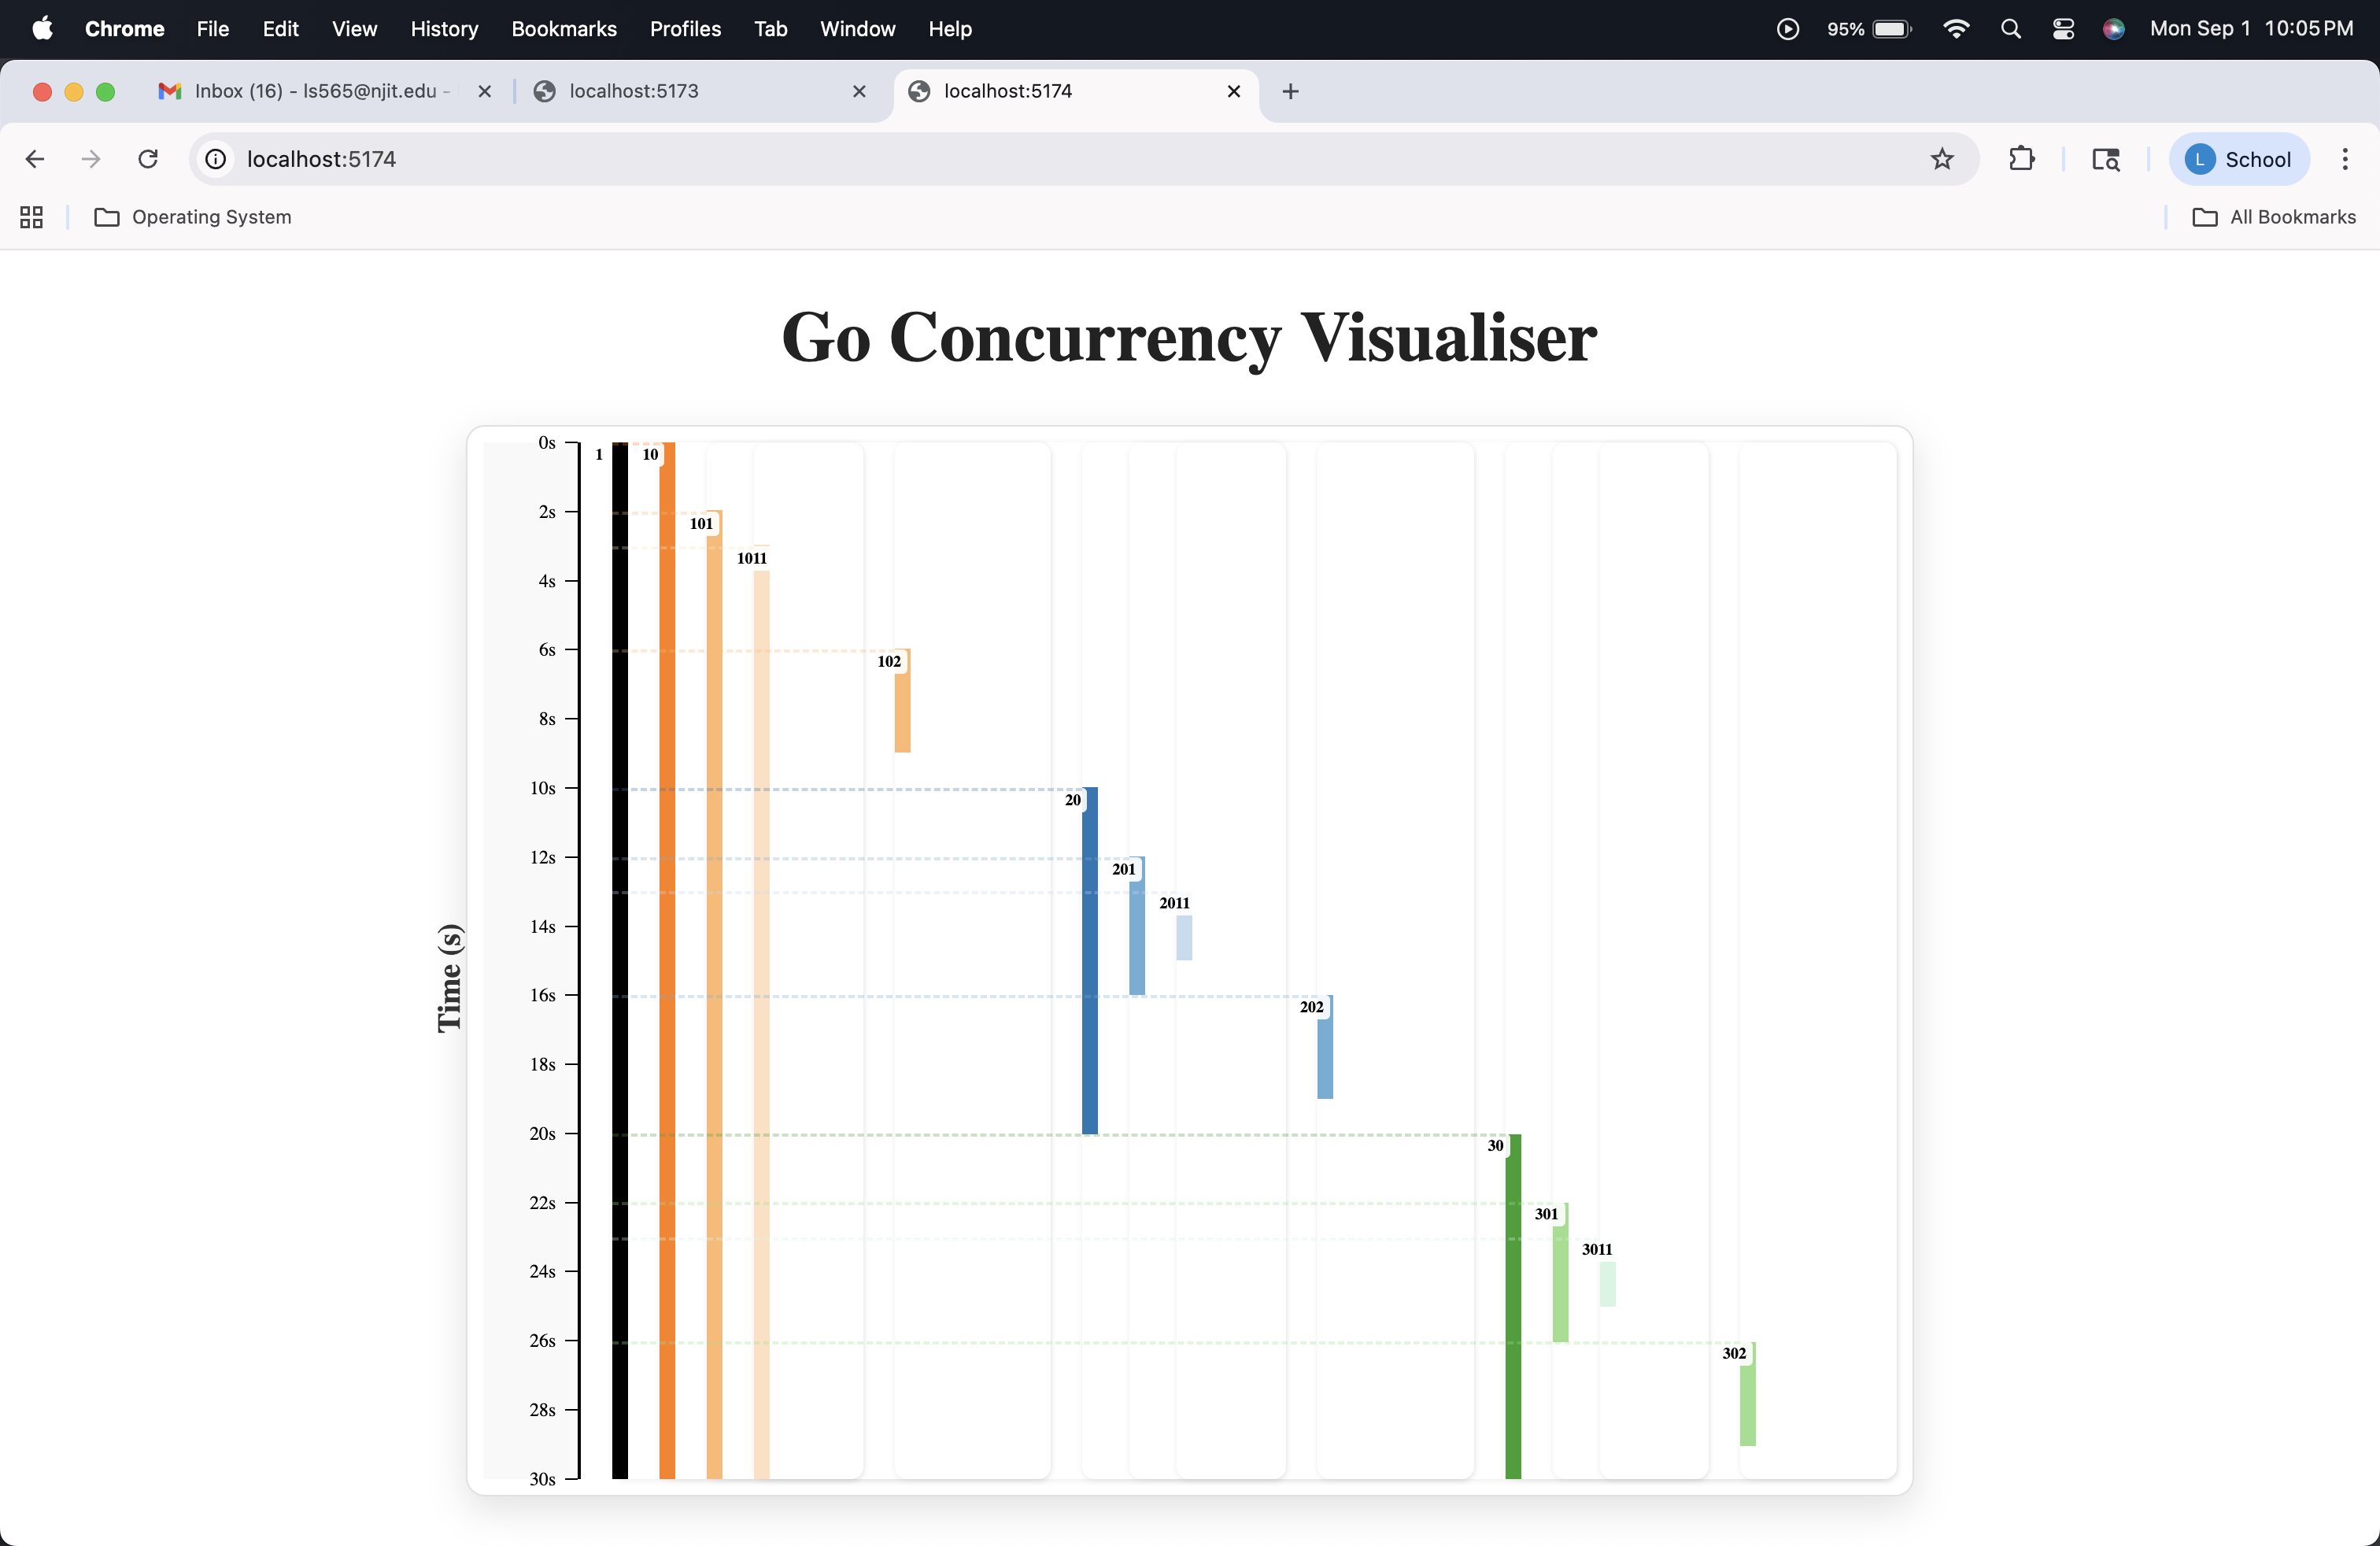 Chrome File Edit View History Bookmarks Profiles Tab Window Help 95% Mon Sep 1 10:05 PM
Inbox (16) - ls565@njit.edu - localhost:5173 localhost:5174
localhost:5174 L School
Operating System All Bookmarks
Go Concurrency Visualiser
0s
1 10
2s
101
1011
4s
6s
102
8s
10s
20
12s
201
2011
14s
Time (s)
16s
202
18s
20s
30
22s
301
3011
24s
26s
302
28s
30s